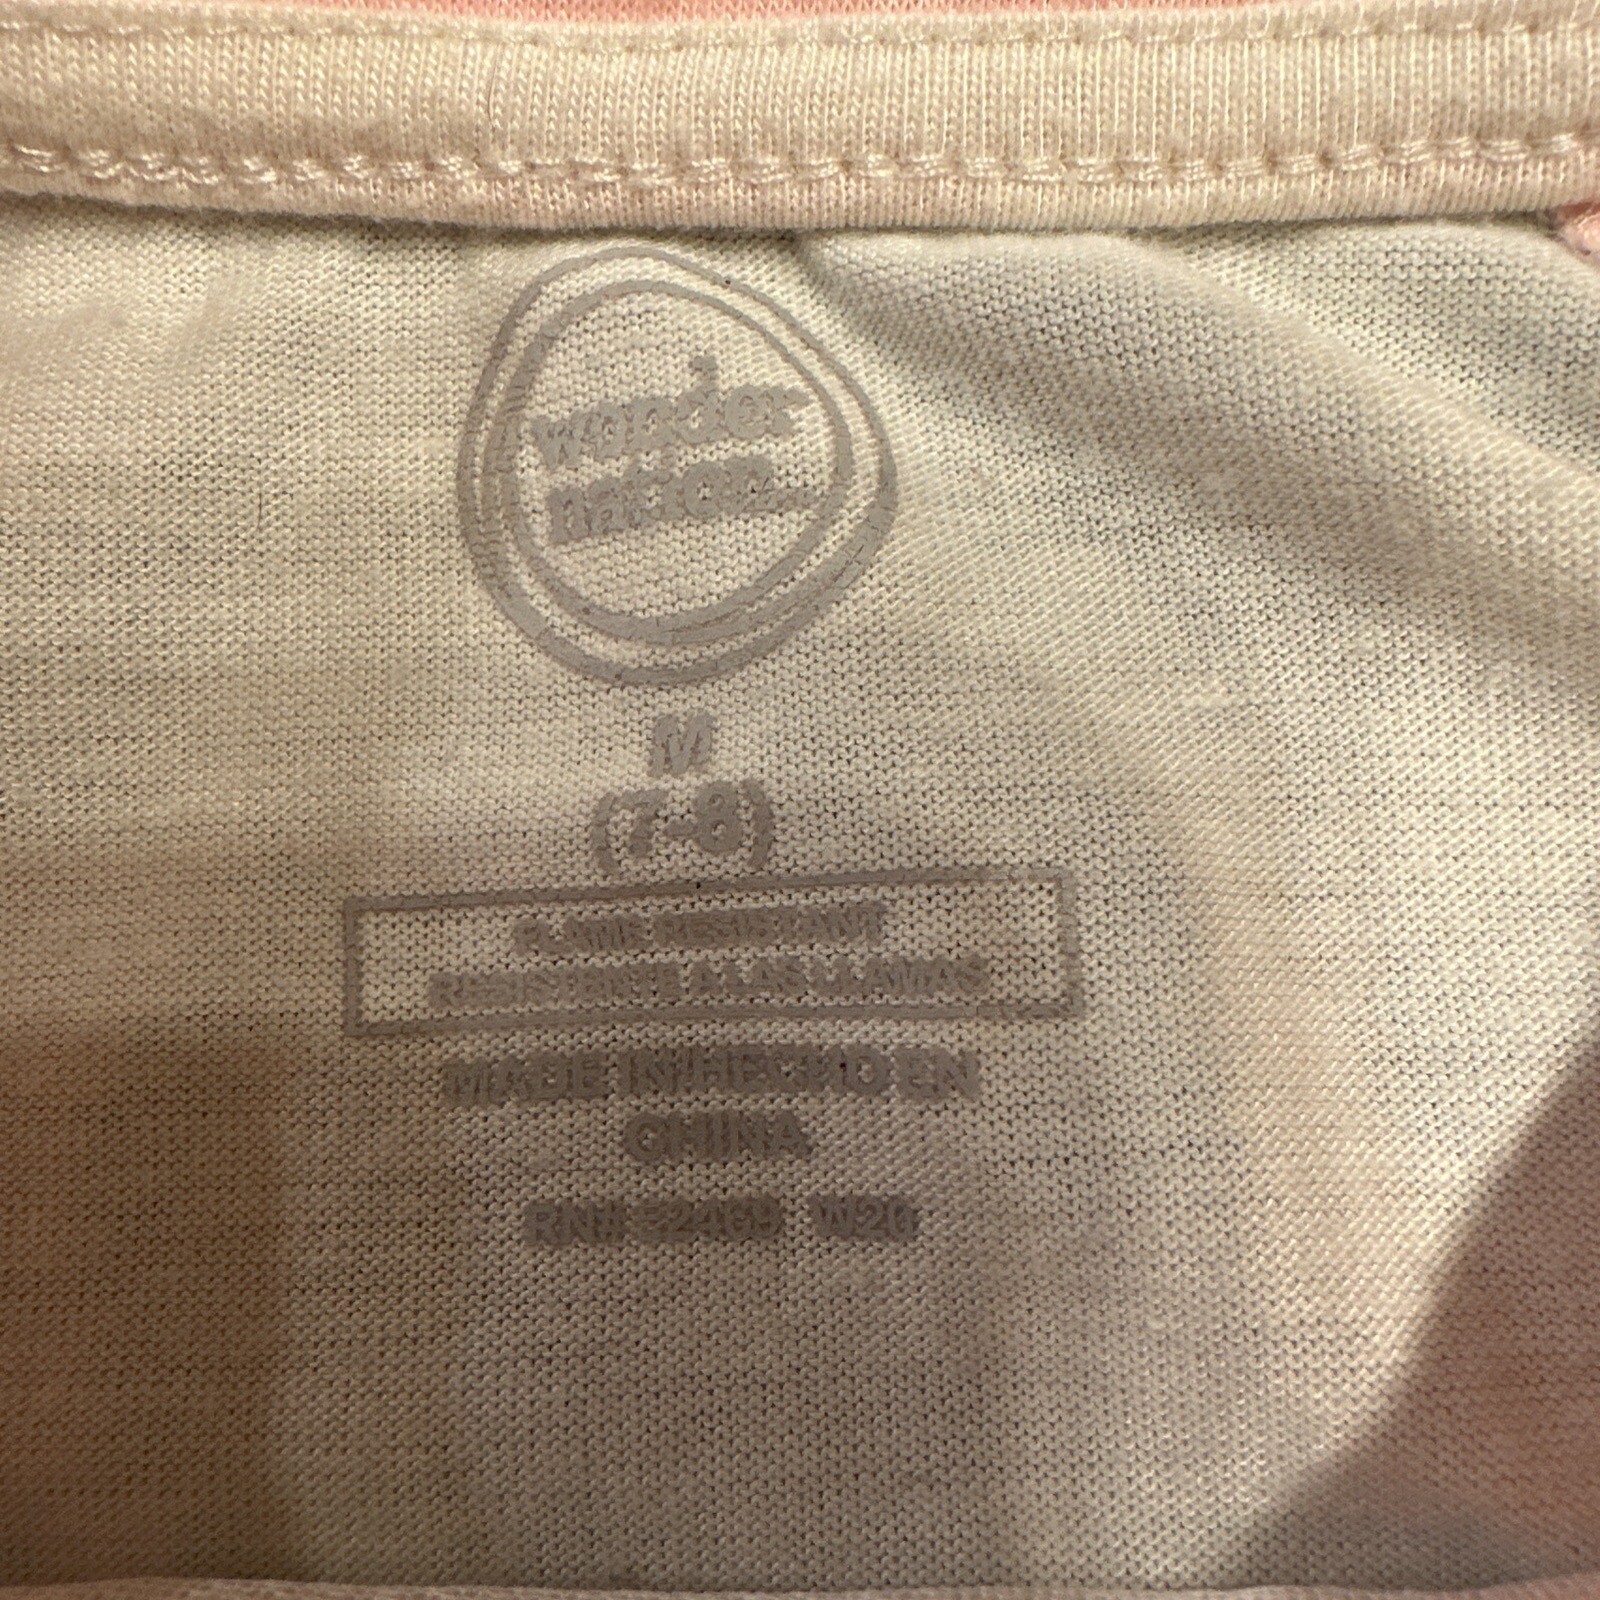 wonder
nation
M
(7-8)
FLAME RESISTANT
RESISTENTE A LAS LLAMAS
MADE IN/HECHO EN
CHINA
RN# 52469 W20